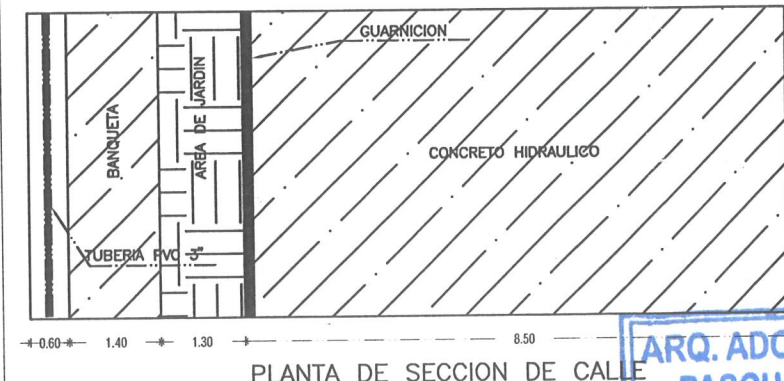 GUARNICION
BANQUETA
AREA DE JARDIN
CONCRETO HIDRAULICO
TUBERIA PVC 3"
0.60 1.40 1.30 8.50
PLANTA DE SECCION DE CALLE
ARQ. ADO